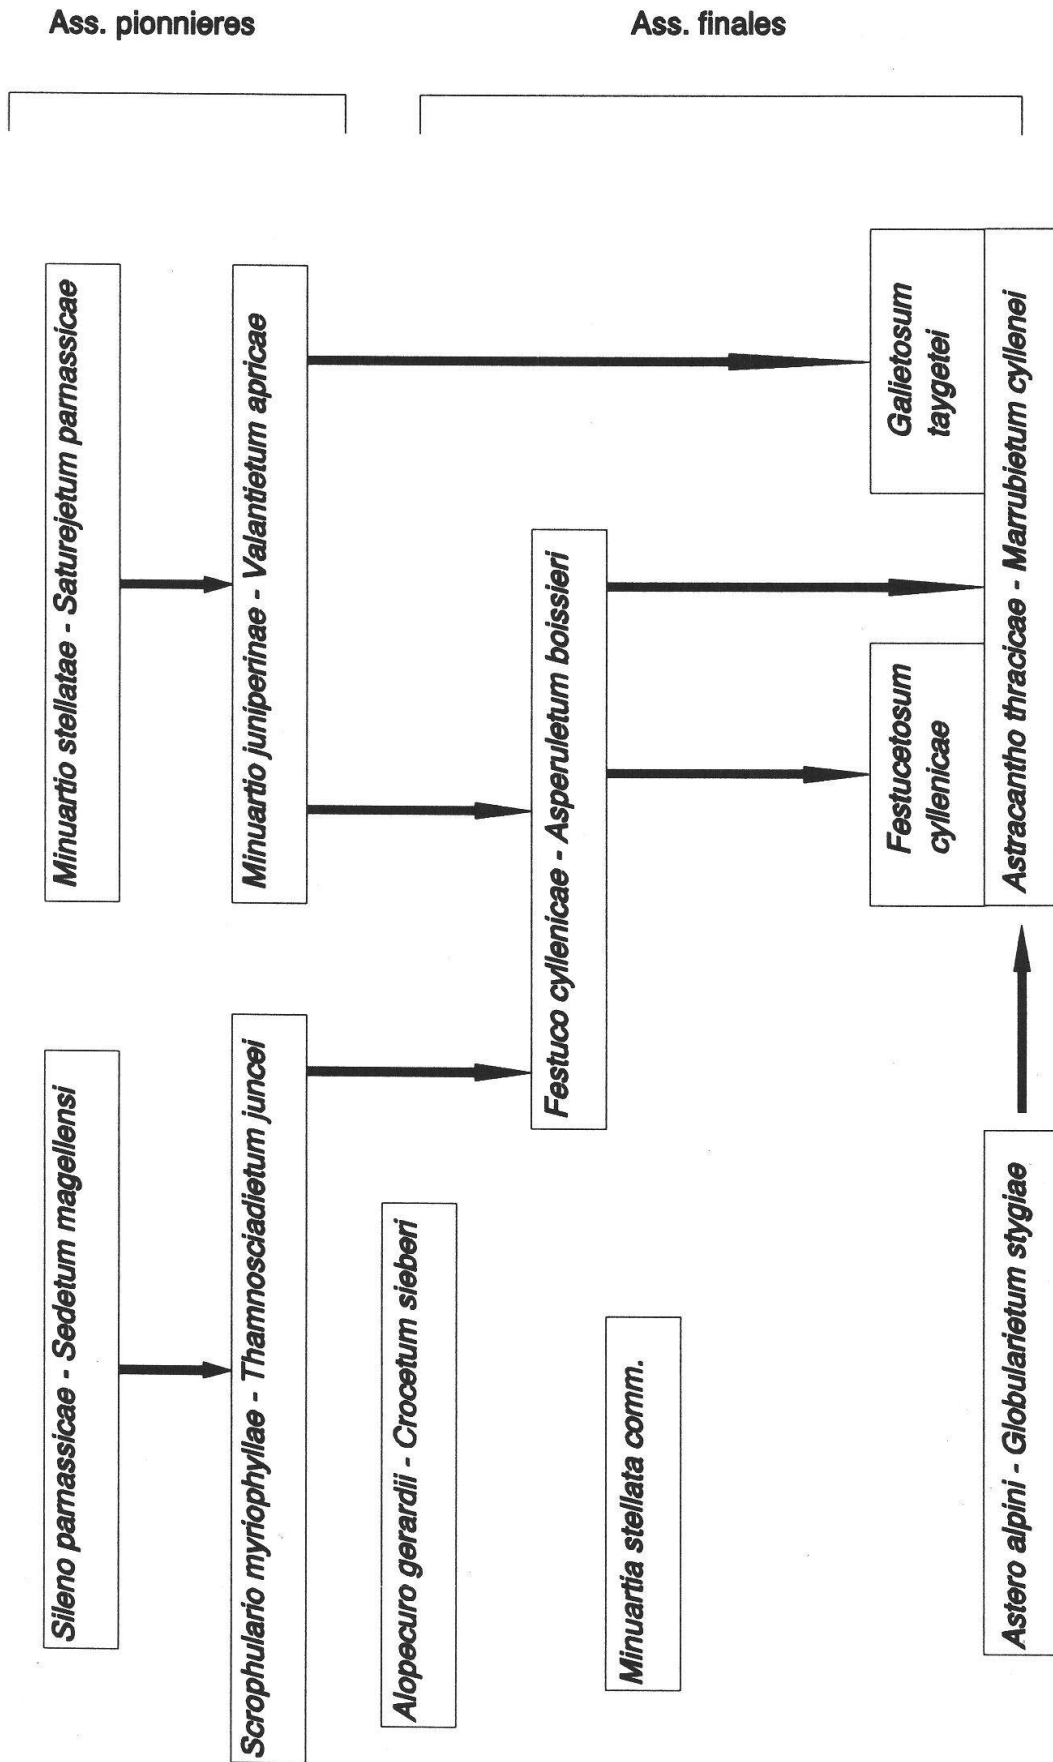 Ass. pionnieres
Ass. finales
Minuartio stellatae - Saturejetum parnassicae
Minuartio juniperinae - Valantietum apricae
Galietosum
taygetei
Festuco cyllenicae - Asperuletum boissieri
Festucetosum
cyllenicae
Astracantho thracicae - Marrubietum cyllenei
Sileno parnassicae - Sedetum magellensi
Scrophulario myriophyllae - Thamnosciadietum juncei
Alopecuro gerardii - Crocetum sieberi
Minuartia stellata comm.
Astero alpini - Globularietum stygiae